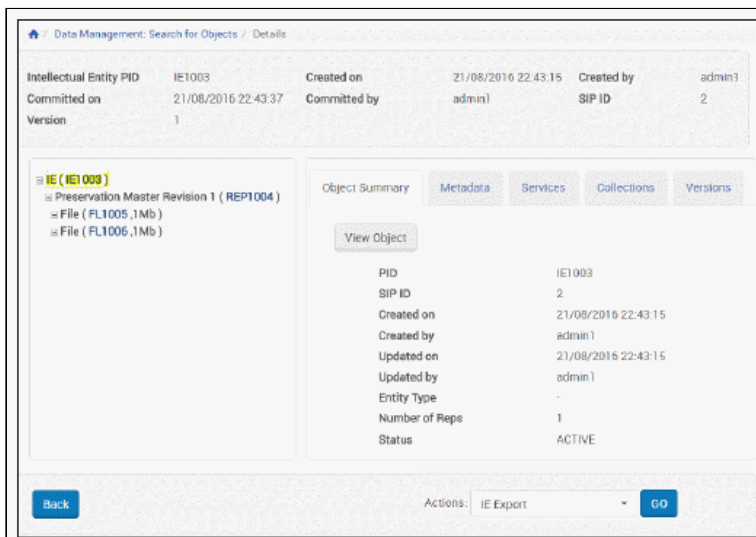 / Data Management: Search for Objects / Details
Intellectual Entity PID IE1003 Created on 21/08/2016 22:43:15 Created by admin1
Committed on 21/08/2016 22:43:37 Committed by admin1 SIP ID 2
Version 1
IE ( IE1003 )
Preservation Master Revision 1 ( REP1004 )
File ( FL1005 ,1Mb )
File ( FL1006 ,1Mb )
Object Summary Metadata Services Collections Versions
View Object
PID IE1003
SIP ID 2
Created on 21/08/2016 22:43:15
Created by admin1
Updated on 21/08/2016 22:43:15
Updated by admin1
Entity Type -
Number of Reps 1
Status ACTIVE
Back Actions: IE Export GO